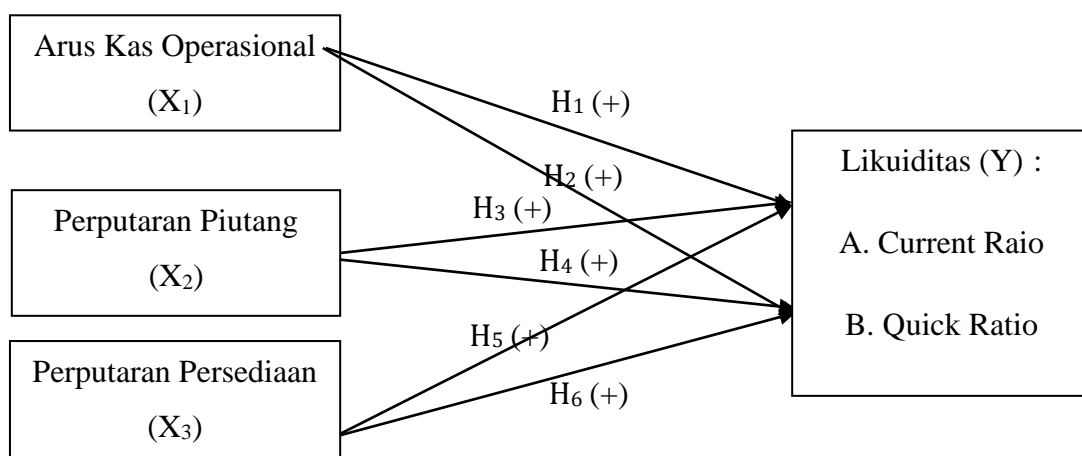 Arus Kas Operasional
(X₁)
Perputaran Piutang
(X₂)
Perputaran Persediaan
(X₃)
H₁ (+)
H₂ (+)
H₃ (+)
H₄ (+)
H₅ (+)
H₆ (+)
Likuiditas (Y) :
A. Current Raio
B. Quick Ratio